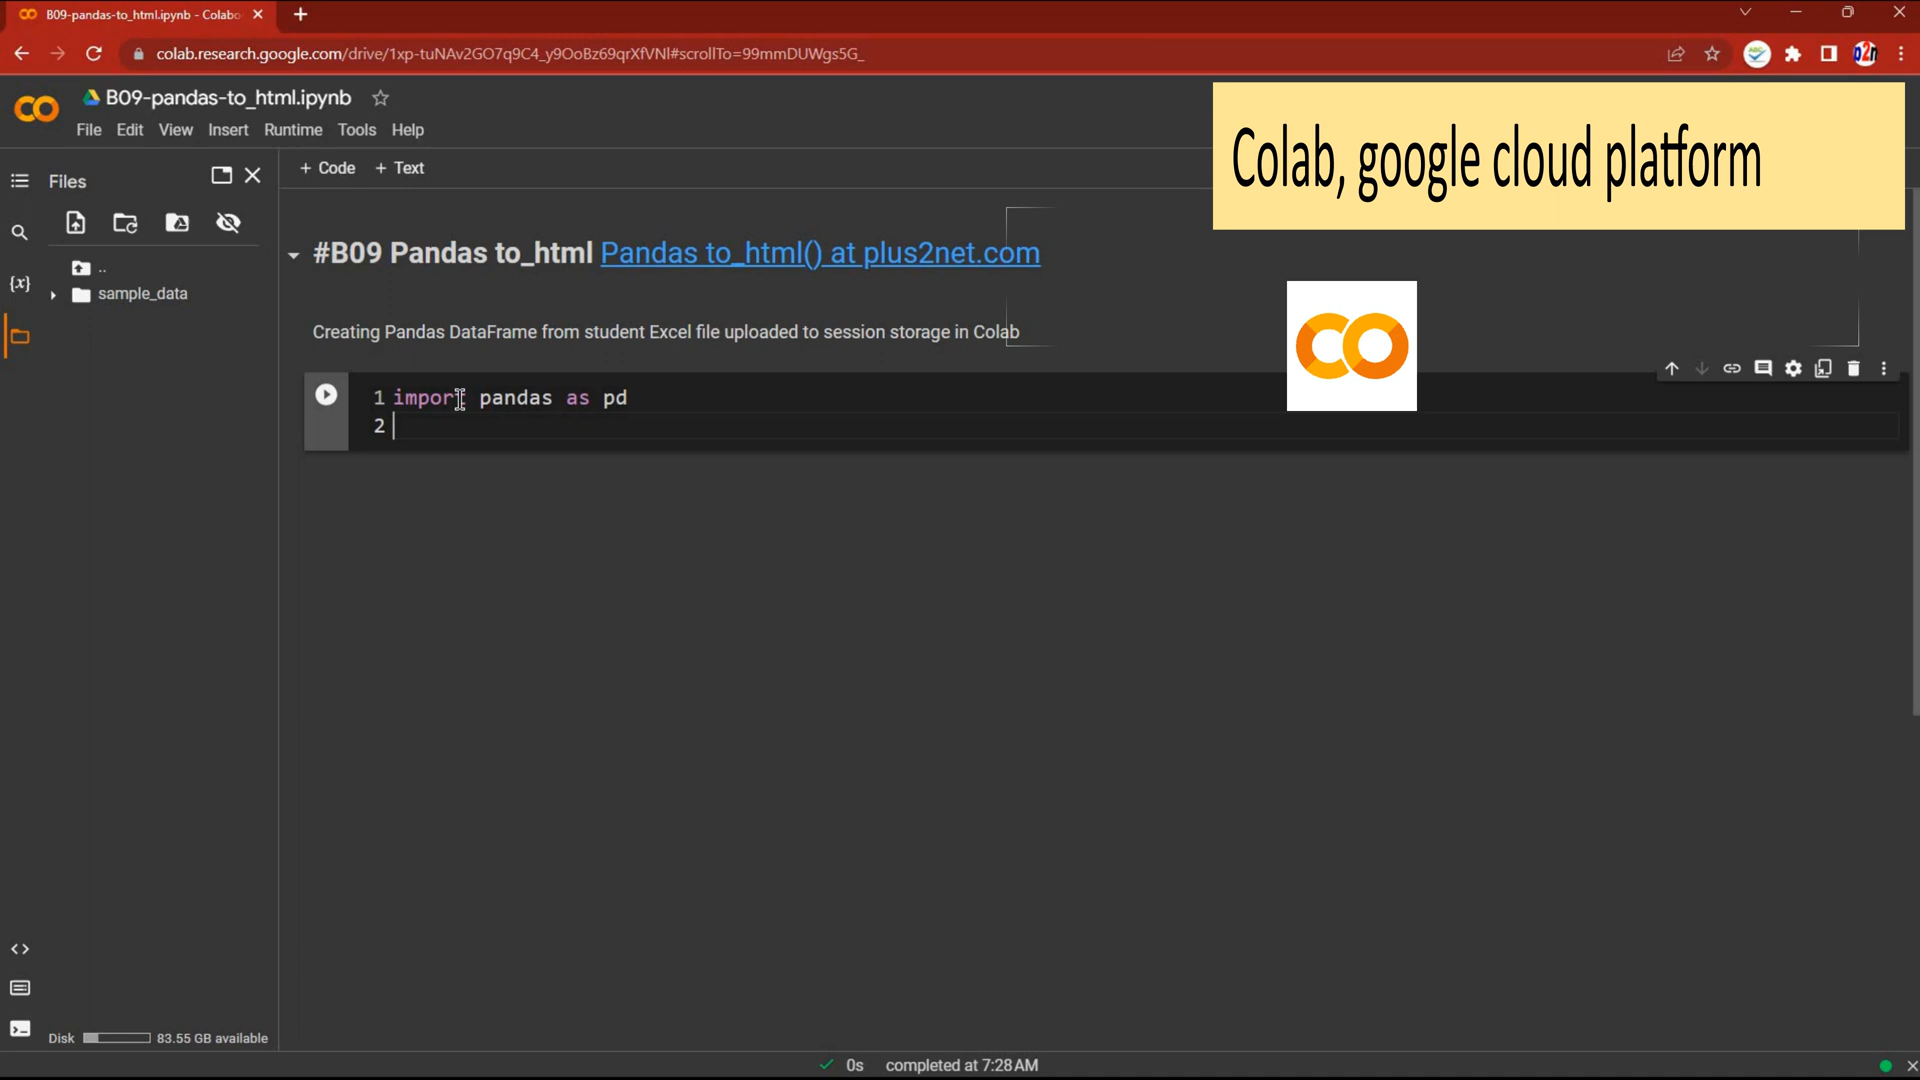 B09-pandas-to_html.ipynb - Colabo
colab.research.google.com/drive/1xp-tuNAv2GO7q9C4_y9OoBz69qrXfVNl#scrollTo=99mmDUWgs5G_
B09-pandas-to_html.ipynb
File Edit View Insert Runtime Tools Help
Colab, google cloud platform
Files
+ Code + Text
..
sample_data
#B09 Pandas to_html Pandas to_html() at plus2net.com
Creating Pandas DataFrame from student Excel file uploaded to session storage in Colab
1 import pandas as pd
2
Disk 83.55 GB available
0s completed at 7:28 AM